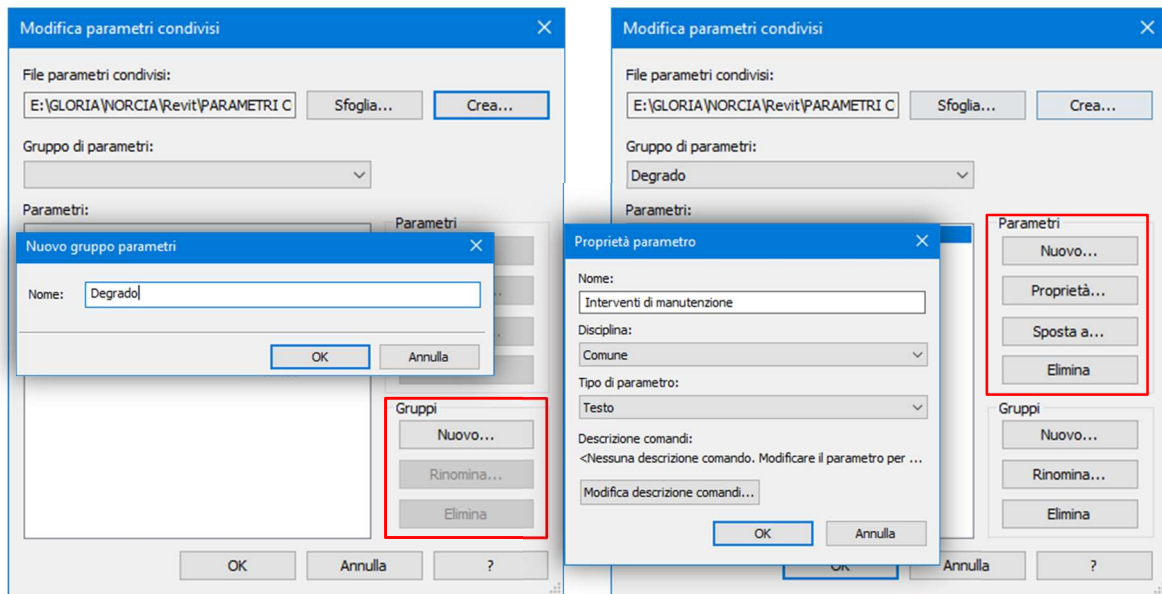 Modifica parametri condivisi
File parametri condivisi:
E:\GLORIA\NORCIA\Revit\PARAMETRI C
Sfoglia...
Crea...
Gruppo di parametri:
Parametri:
Parametri
Nuovo gruppo parametri
Nome:
Degrado
OK
Annulla
Gruppi
Nuovo...
Rinomina...
Elimina
OK
Annulla
?
Modifica parametri condivisi
File parametri condivisi:
E:\GLORIA\NORCIA\Revit\PARAMETRI C
Sfoglia...
Crea...
Gruppo di parametri:
Degrado
Parametri:
Parametri
Nuovo...
Proprietà...
Sposta a...
Elimina
Proprietà parametro
Nome:
Interventi di manutenzione
Disciplina:
Comune
Tipo di parametro:
Testo
Descrizione comandi:
<Nessuna descrizione comando. Modificare il parametro per ...
Modifica descrizione comandi...
OK
Annulla
Gruppi
Nuovo...
Rinomina...
Elimina
OK
Annulla
?